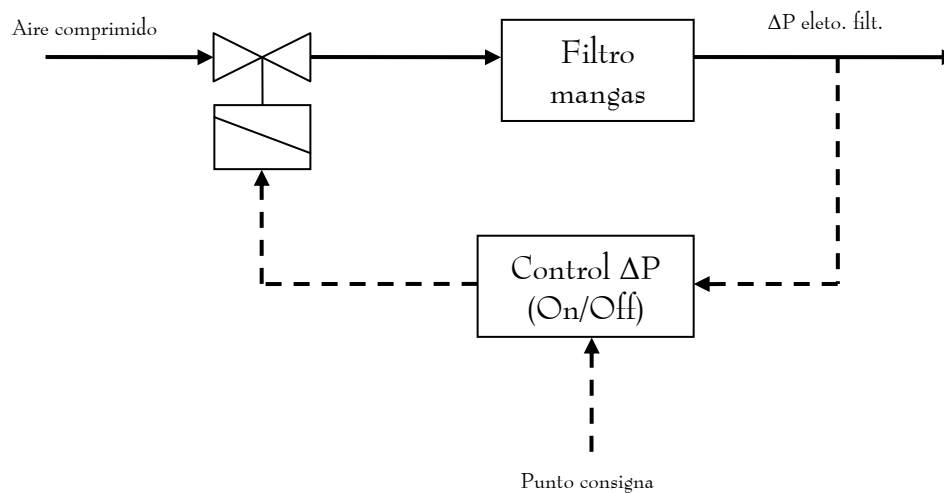 Aire comprimido
ΔP eleto. filt.
Filtro
mangas
Control ΔP
(On/Off)
Punto consigna